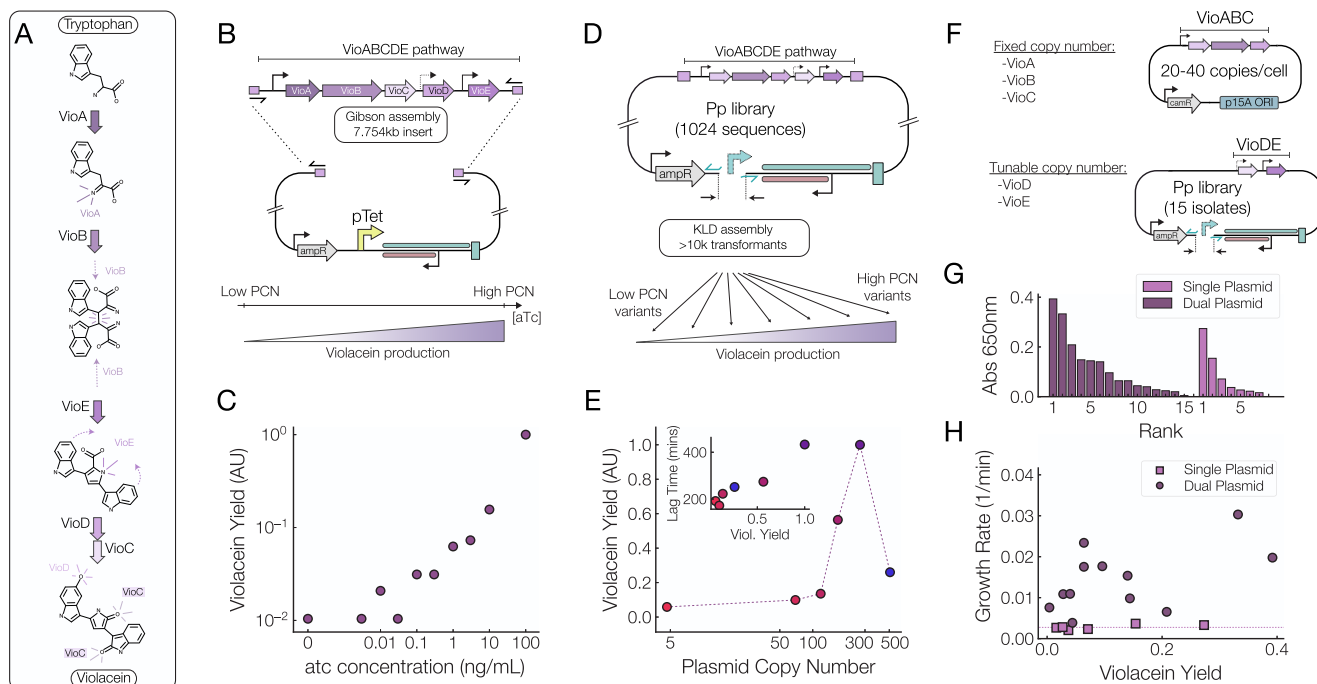 A
Tryptophan
N
N
O
O
VioA
N
N
O
O
VioA
VioB
VioB
N
O
O
N
N
N
O
O
VioB
VioE
VioE
N
O
O
N
N
VioD
VioC
VioD
O
VioC
N
N
O
VioC
O
N
Violacein
B
VioABCDE pathway
VioA
VioB
VioC
VioD
VioE
Gibson assembly
7.754kb insert
pTet
ampR
Low PCN
High PCN
[aTc]
Violacein production
C
Violacein Yield (AU)
10⁰
10⁻¹
10⁻²
0
0.01
0.1
1
10
100
atc concentration (ng/mL)
D
VioABCDE pathway
Pp library
(1024 sequences)
ampR
KLD assembly
>10k transformants
Low PCN
variants
High PCN
variants
Violacein production
E
Violacein Yield (AU)
1.0
0.8
0.6
0.4
0.2
0.0
5
50
100
300
500
Plasmid Copy Number
Lag Time (mins)
400
200
0.5
1.0
Viol. Yield
F
Fixed copy number:
-VioA
-VioB
-VioC
VioABC
20-40 copies/cell
camR
p15A ORI
Tunable copy number:
-VioD
-VioE
VioDE
Pp library
(15 isolates)
ampR
G
Abs 650nm
0.4
0.2
0.0
Single Plasmid
Dual Plasmid
1
5
10
15
1
5
Rank
H
Growth Rate (1/min)
0.04
0.03
0.02
0.01
0.00
Single Plasmid
Dual Plasmid
0.0
0.2
0.4
Violacein Yield